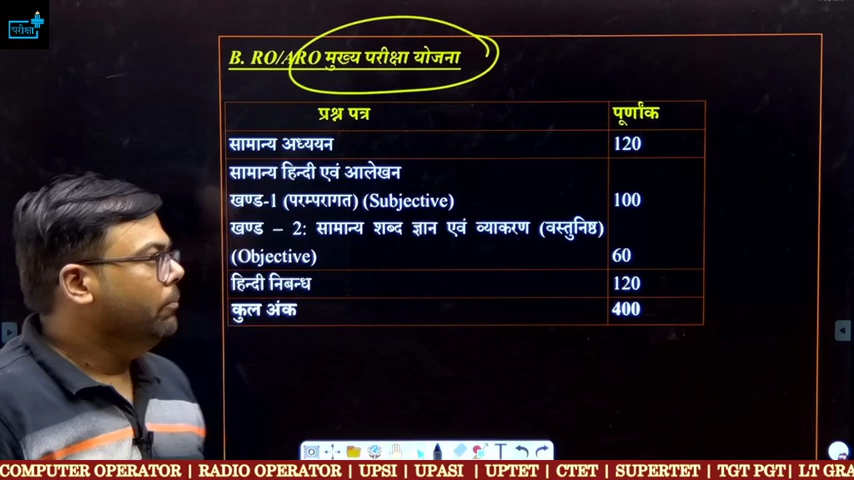 परीक्षा
B. RO/ARO मुख्य परीक्षा योजना
प्रश्न पत्र पूर्णांक
सामान्य अध्ययन 120
सामान्य हिन्दी एवं आलेखन
खण्ड-1 (परम्परागत) (Subjective) 100
खण्ड – 2: सामान्य शब्द ज्ञान एवं व्याकरण (वस्तुनिष्ठ)
(Objective) 60
हिन्दी निबन्ध 120
कुल अंक 400
COMPUTER OPERATOR | RADIO OPERATOR | UPSI | UPASI | UPTET | CTET | SUPERTET | TGT PGT| LT GRA